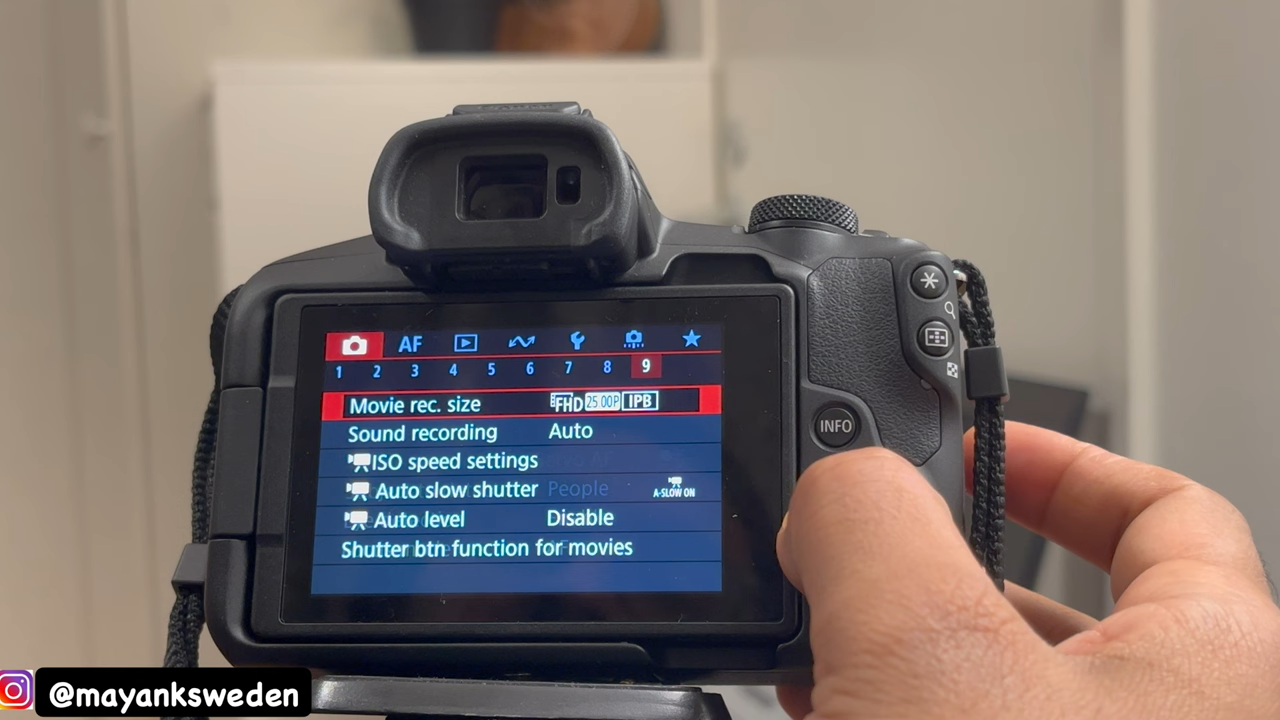 AF
1 2 3 4 5 6 7 8 9
Movie rec. size FHD 25.00P IPB
Sound recording Auto
ISO speed settings
Auto slow shutter A-SLOW ON
People
Auto level Disable
Shutter btn function for movies
INFO
@mayanksweden